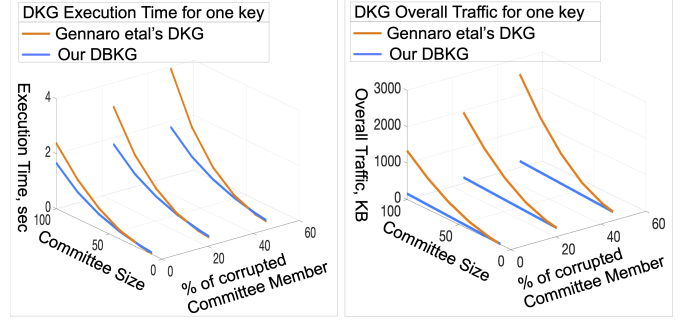 DKG Execution Time for one key
Gennaro etal's DKG
Our DBKG
Execution Time, sec
4
2
0
100
50
0
Committee Size
0
20
40
60
% of corrupted
Committee Member
DKG Overall Traffic for one key
Gennaro etal's DKG
Our DBKG
Overall Traffic, KB
3000
2000
1000
0
100
50
0
Committee Size
0
20
40
60
% of corrupted
Committee Member